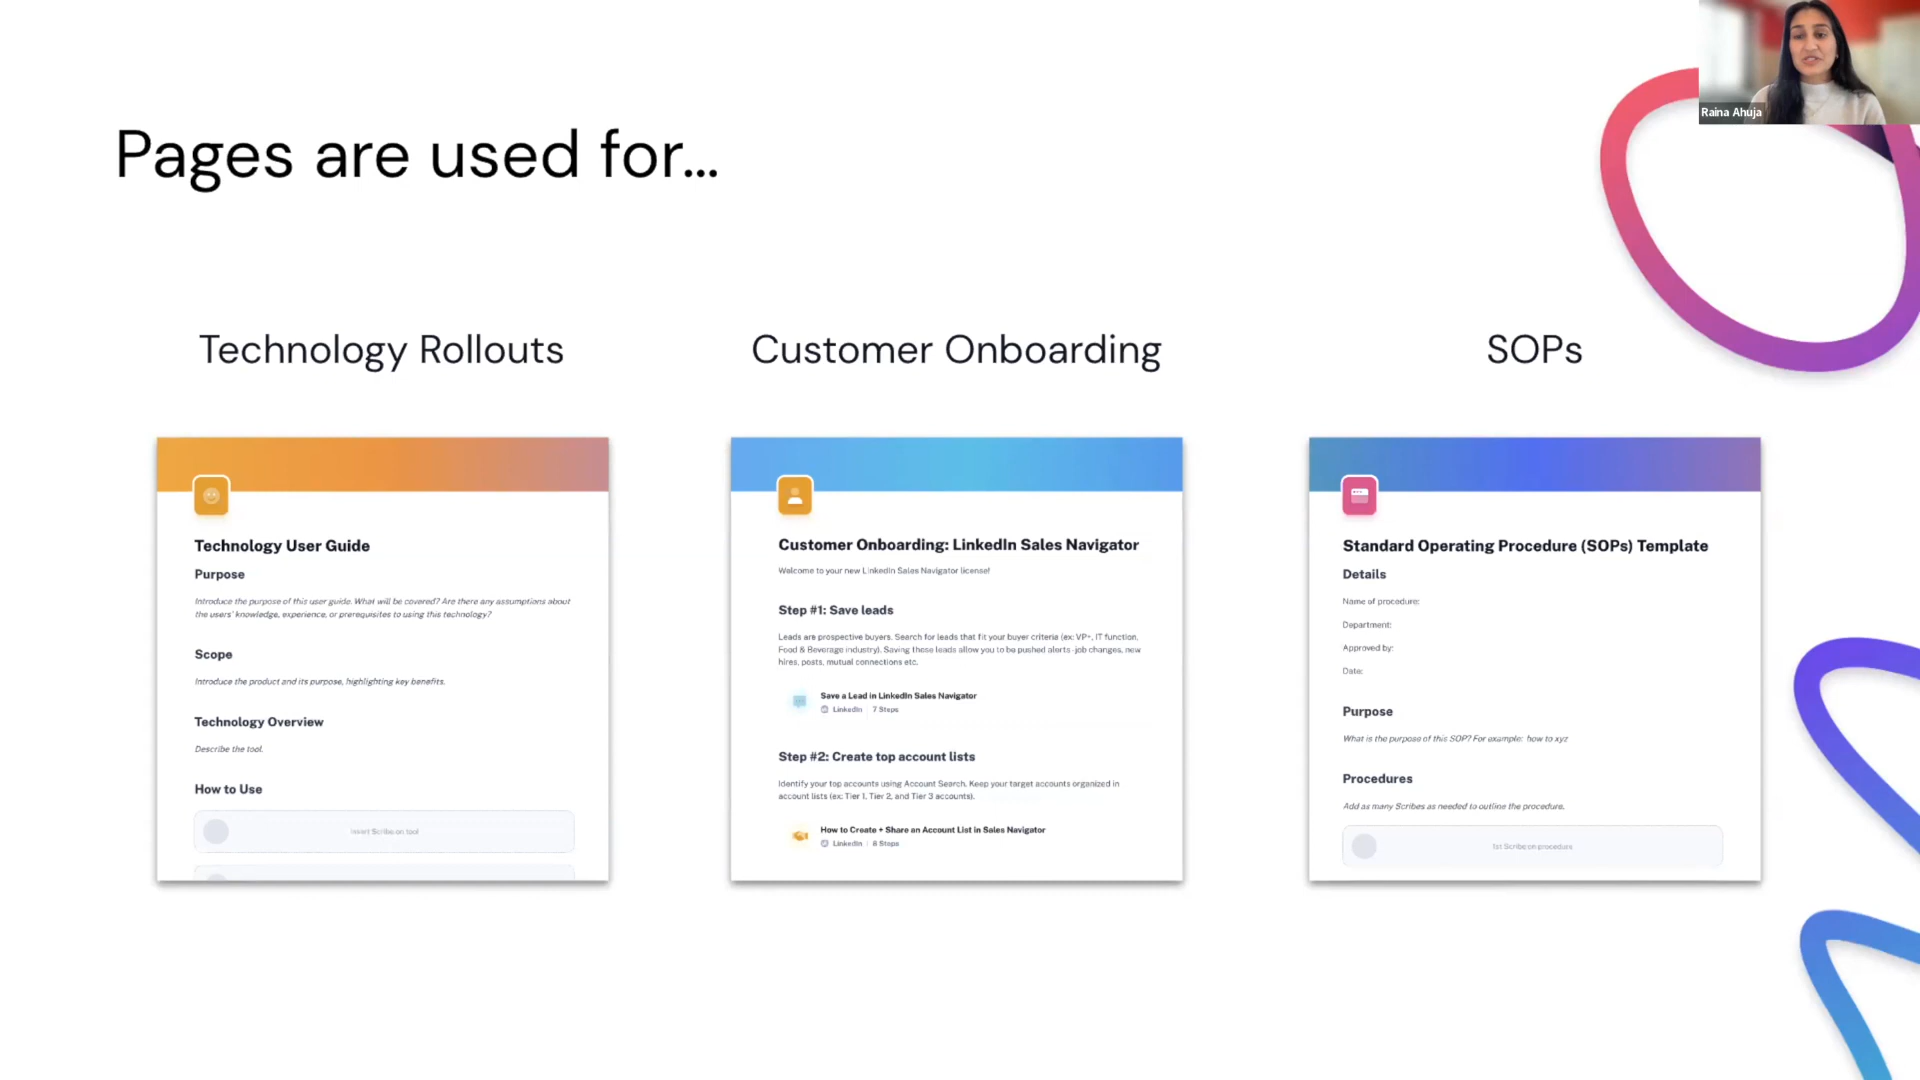 Raina Ahuja
Pages are used for...
Technology Rollouts
Technology User Guide
Purpose
Introduce the purpose of this user guide. What will be covered? Are there any assumptions about
the users' knowledge, experience, or prerequisites to using this technology?
Scope
Introduce the product and its purpose, highlighting key benefits.
Technology Overview
Describe the tool.
How to Use
Insert Scribe on tool
Customer Onboarding
Customer Onboarding: LinkedIn Sales Navigator
Welcome to your new LinkedIn Sales Navigator license!
Step #1: Save leads
Leads are prospective buyers. Search for leads that fit your buyer criteria (ex: VP+, IT function,
Food & Beverage industry). Saving these leads allow you to be pushed alerts - job changes, new
hires, posts, mutual connections etc.
Save a Lead in LinkedIn Sales Navigator
LinkedIn 7 Steps
Step #2: Create top account lists
Identify your top accounts using Account Search. Keep your target accounts organized in
account lists (ex: Tier 1, Tier 2, and Tier 3 accounts).
How to Create + Share an Account List in Sales Navigator
LinkedIn 8 Steps
SOPs
Standard Operating Procedure (SOPs) Template
Details
Name of procedure:
Department:
Approved by:
Date:
Purpose
What is the purpose of this SOP? For example: how to xyz
Procedures
Add as many Scribes as needed to outline the procedure.
1st Scribe on procedure